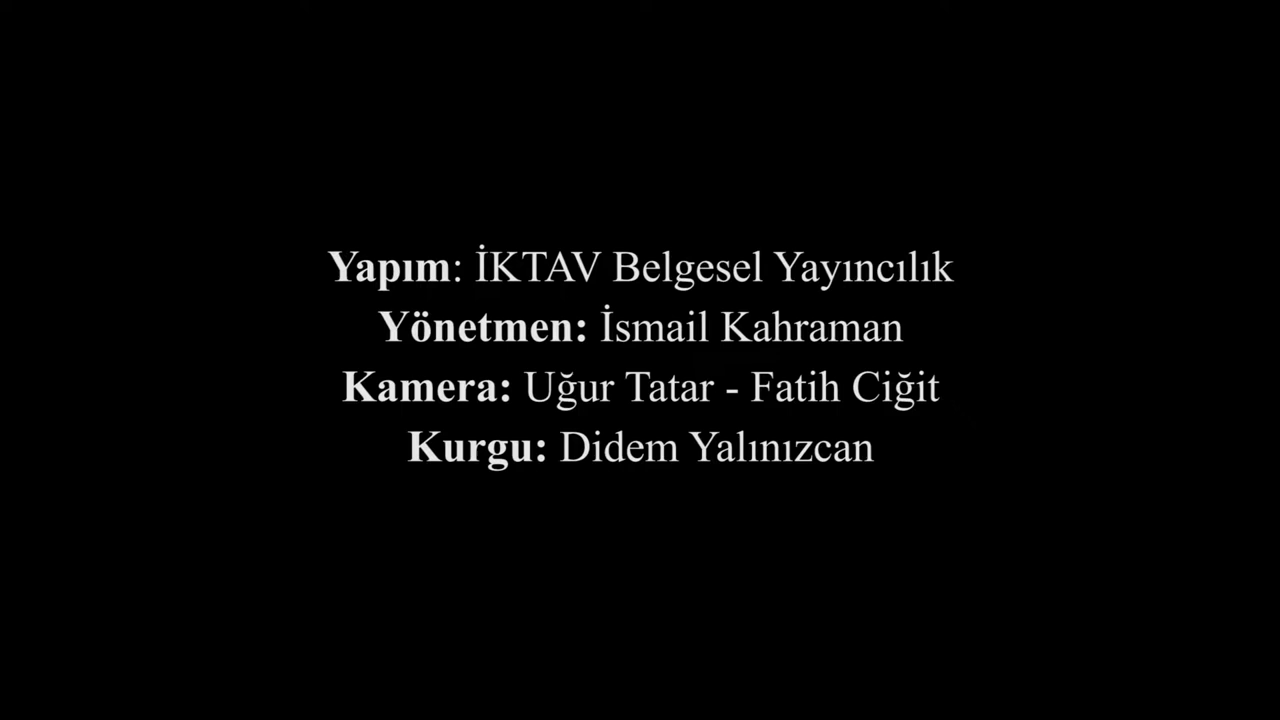 Yapım: İKTAV Belgesel Yayıncılık
Yönetmen: İsmail Kahraman
Kamera: Uğur Tatar - Fatih Ciğit
Kurgu: Didem Yalınızcan